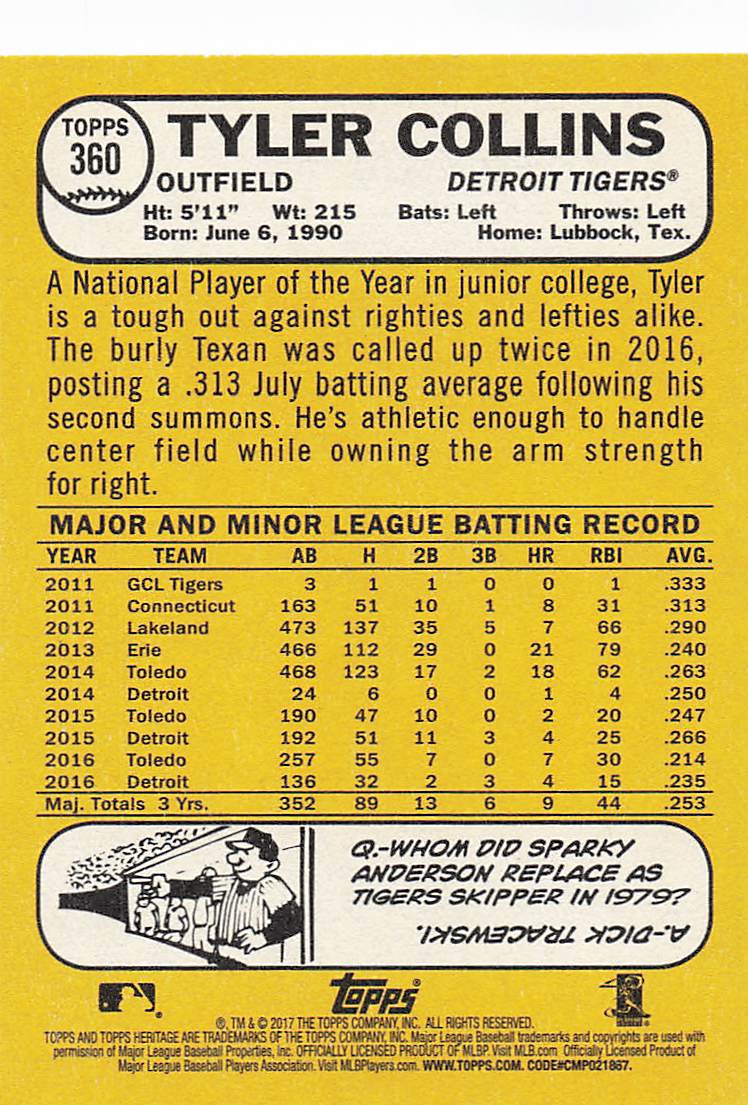 TOPPS
360
TYLER COLLINS
OUTFIELD DETROIT TIGERS®
Ht: 5'11" Wt: 215 Bats: Left Throws: Left
Born: June 6, 1990 Home: Lubbock, Tex.
A National Player of the Year in junior college, Tyler
is a tough out against righties and lefties alike.
The burly Texan was called up twice in 2016,
posting a .313 July batting average following his
second summons. He's athletic enough to handle
center field while owning the arm strength
for right.
MAJOR AND MINOR LEAGUE BATTING RECORD
YEAR TEAM AB H 2B 3B HR RBI AVG.
2011 GCL Tigers 3 1 1 0 0 1 .333
2011 Connecticut 163 51 10 1 8 31 .313
2012 Lakeland 473 137 35 5 7 66 .290
2013 Erie 466 112 29 0 21 79 .240
2014 Toledo 468 123 17 2 18 62 .263
2014 Detroit 24 6 0 0 1 4 .250
2015 Toledo 190 47 10 0 2 20 .247
2015 Detroit 192 51 11 3 4 25 .266
2016 Toledo 257 55 7 0 7 30 .214
2016 Detroit 136 32 2 3 4 15 .235
Maj. Totals 3 Yrs. 352 89 13 6 9 44 .253
Q.-WHOM DID SPARKY
ANDERSON REPLACE AS
TIGERS SKIPPER IN 1979?
A.-DICK TRACEWSKI.
topps®
®, TM & © 2017 THE TOPPS COMPANY, INC. ALL RIGHTS RESERVED.
TOPPS AND TOPPS HERITAGE ARE TRADEMARKS OF THE TOPPS COMPANY, INC. Major League Baseball trademarks and copyrights are used with
permission of Major League Baseball Properties, Inc. OFFICIALLY LICENSED PRODUCT OF MLBP. Visit MLB.com Officially Licensed Product of
Major League Baseball Players Association. Visit MLBPlayers.com. WWW.TOPPS.COM. CODE#CMP021867.